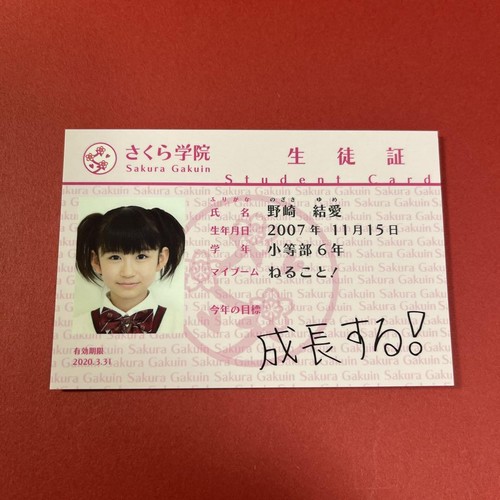 さくら学院
Sakura Gakuin
生徒証
Student Card
ふりがな のざき ゆめ
氏名 野崎 結愛
生年月日 2007年 11月15日
学年 小等部6年
マイブーム ねること!
今年の目標
成長する!
有効期限
2020.3.31